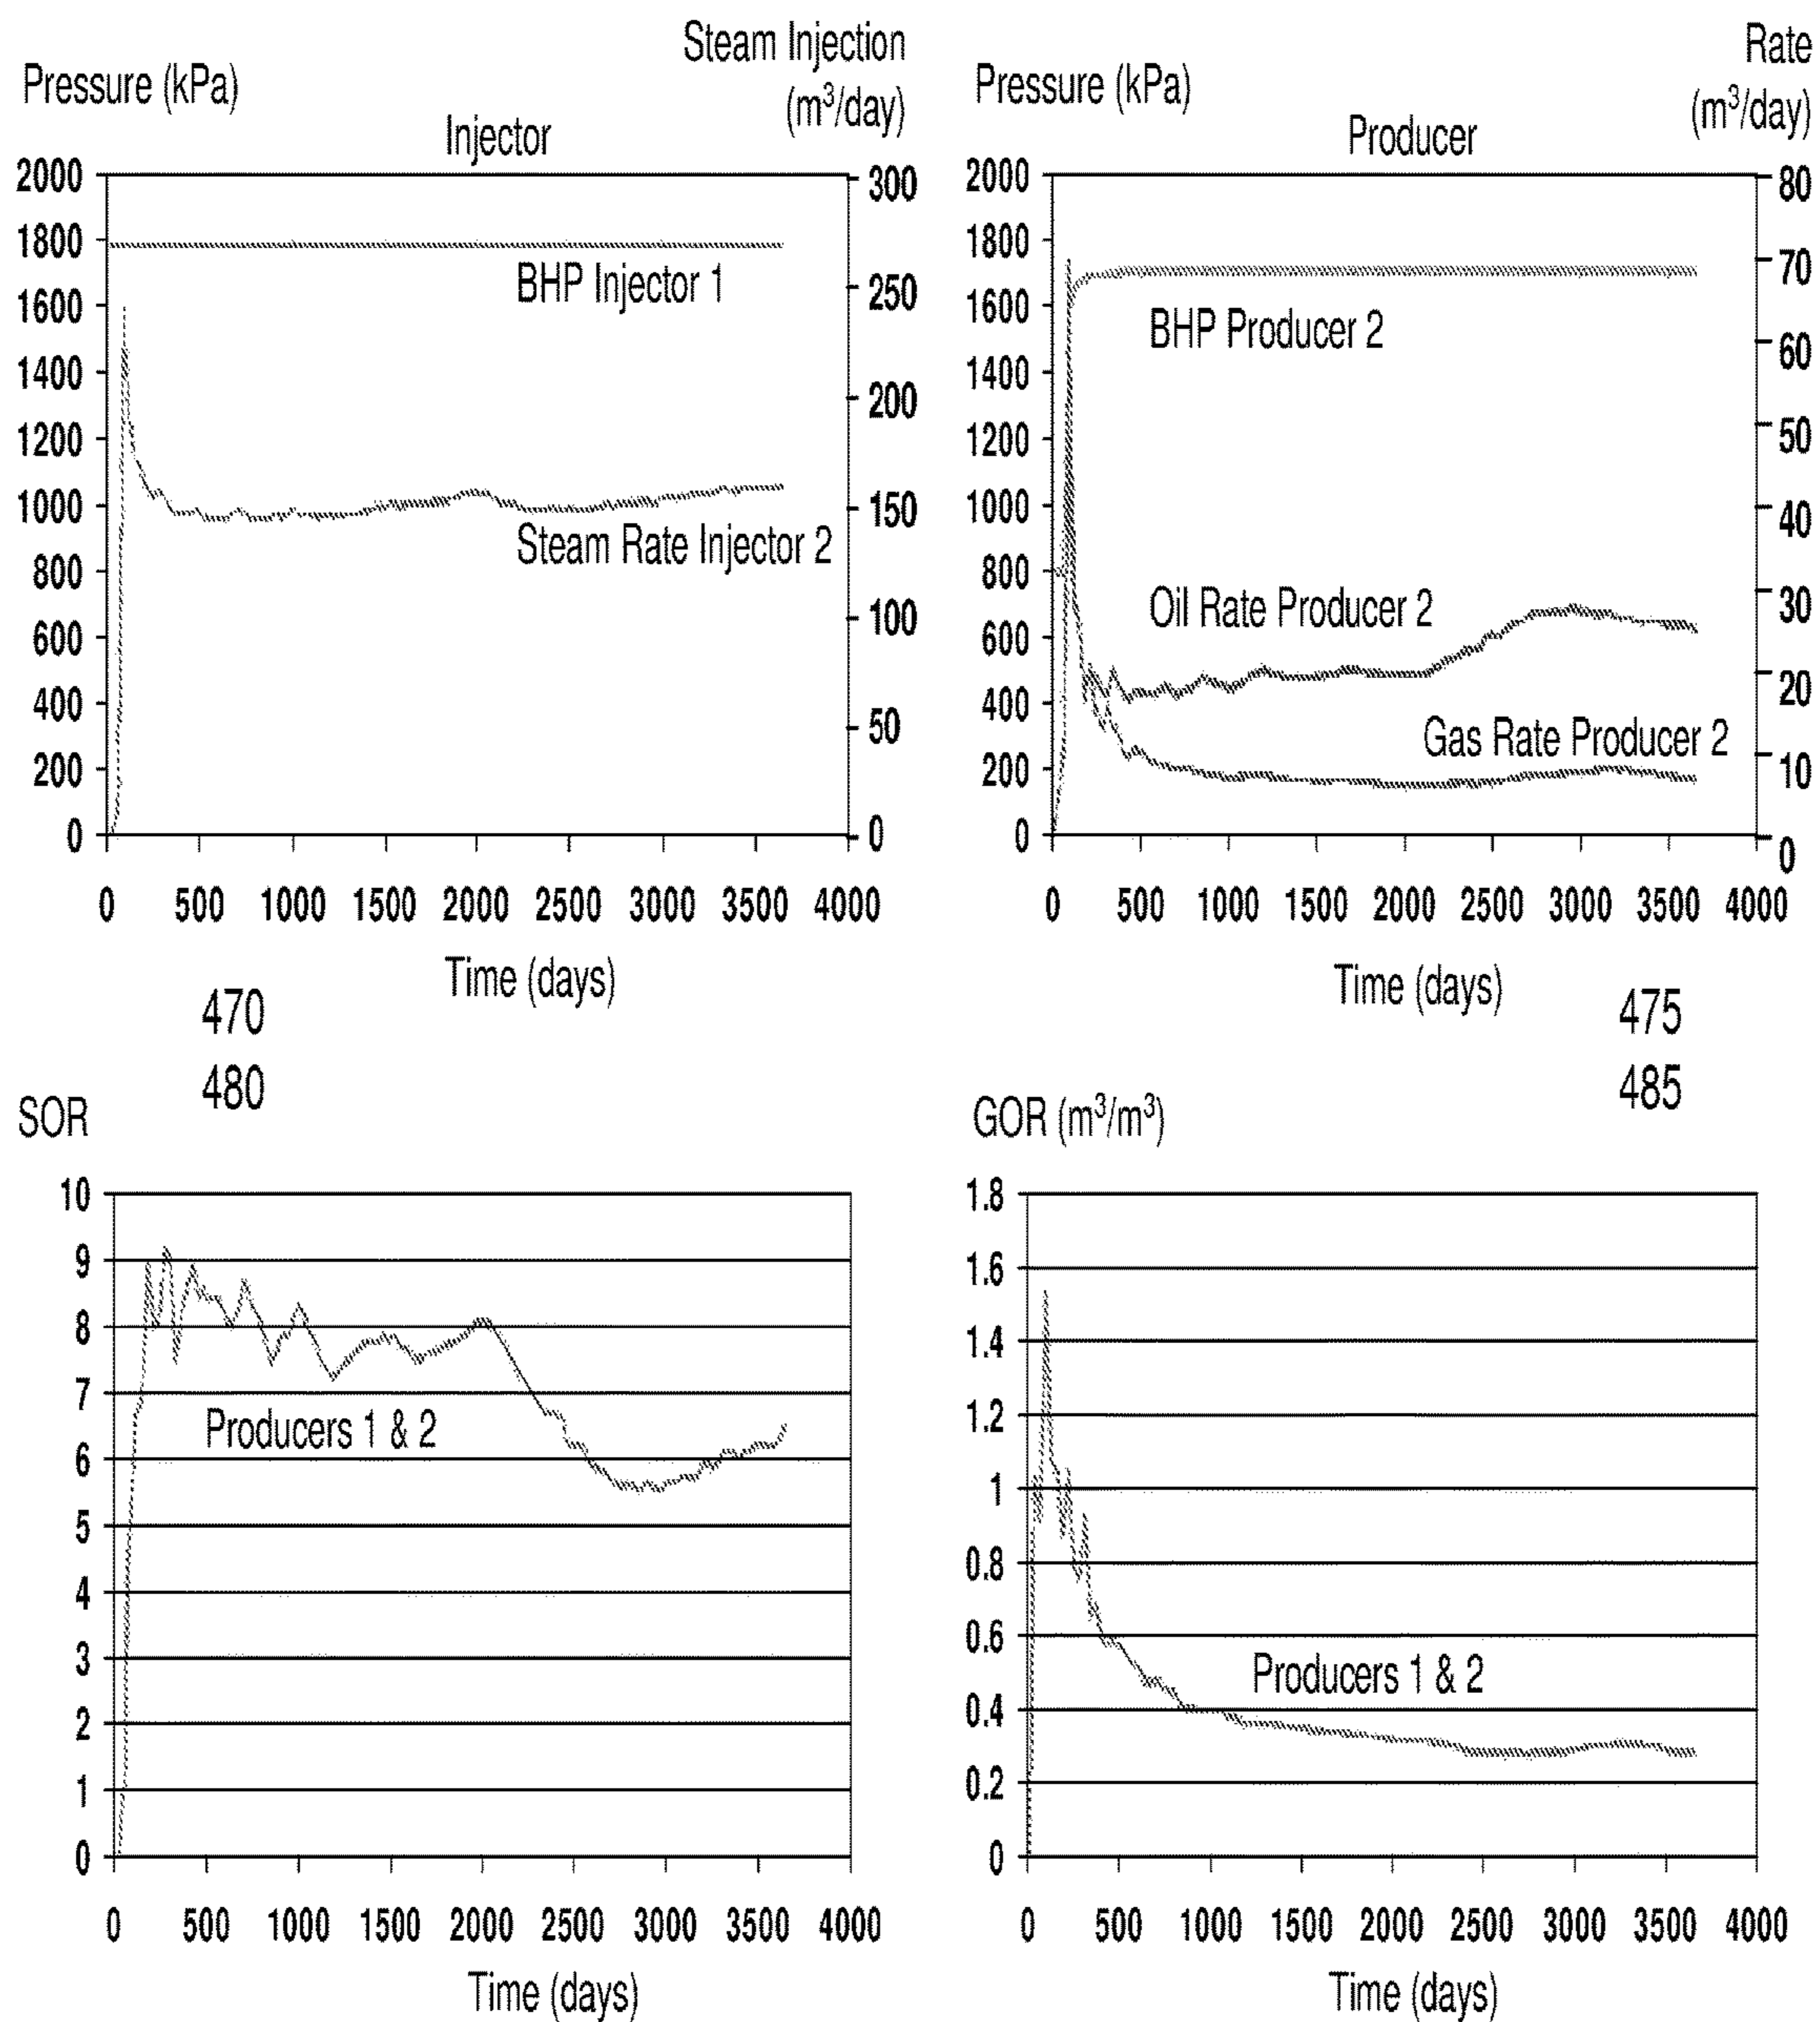 Pressure (kPa)
Steam Injection
(m³/day)
Injector
2000
1800
1600
1400
1200
1000
800
600
400
200
0
300
250
200
150
100
50
0
BHP Injector 1
Steam Rate Injector 2
0 500 1000 1500 2000 2500 3000 3500 4000
Time (days)
470
Pressure (kPa)
Rate
(m³/day)
Producer
2000
1800
1600
1400
1200
1000
800
600
400
200
0
80
70
60
50
40
30
20
10
0
BHP Producer 2
Oil Rate Producer 2
Gas Rate Producer 2
0 500 1000 1500 2000 2500 3000 3500 4000
Time (days)
475
480
SOR
10
9
8
7
6
5
4
3
2
1
0
Producers 1 & 2
0 500 1000 1500 2000 2500 3000 3500 4000
Time (days)
485
GOR (m³/m³)
1.8
1.6
1.4
1.2
1
0.8
0.6
0.4
0.2
0
Producers 1 & 2
0 500 1000 1500 2000 2500 3000 3500 4000
Time (days)